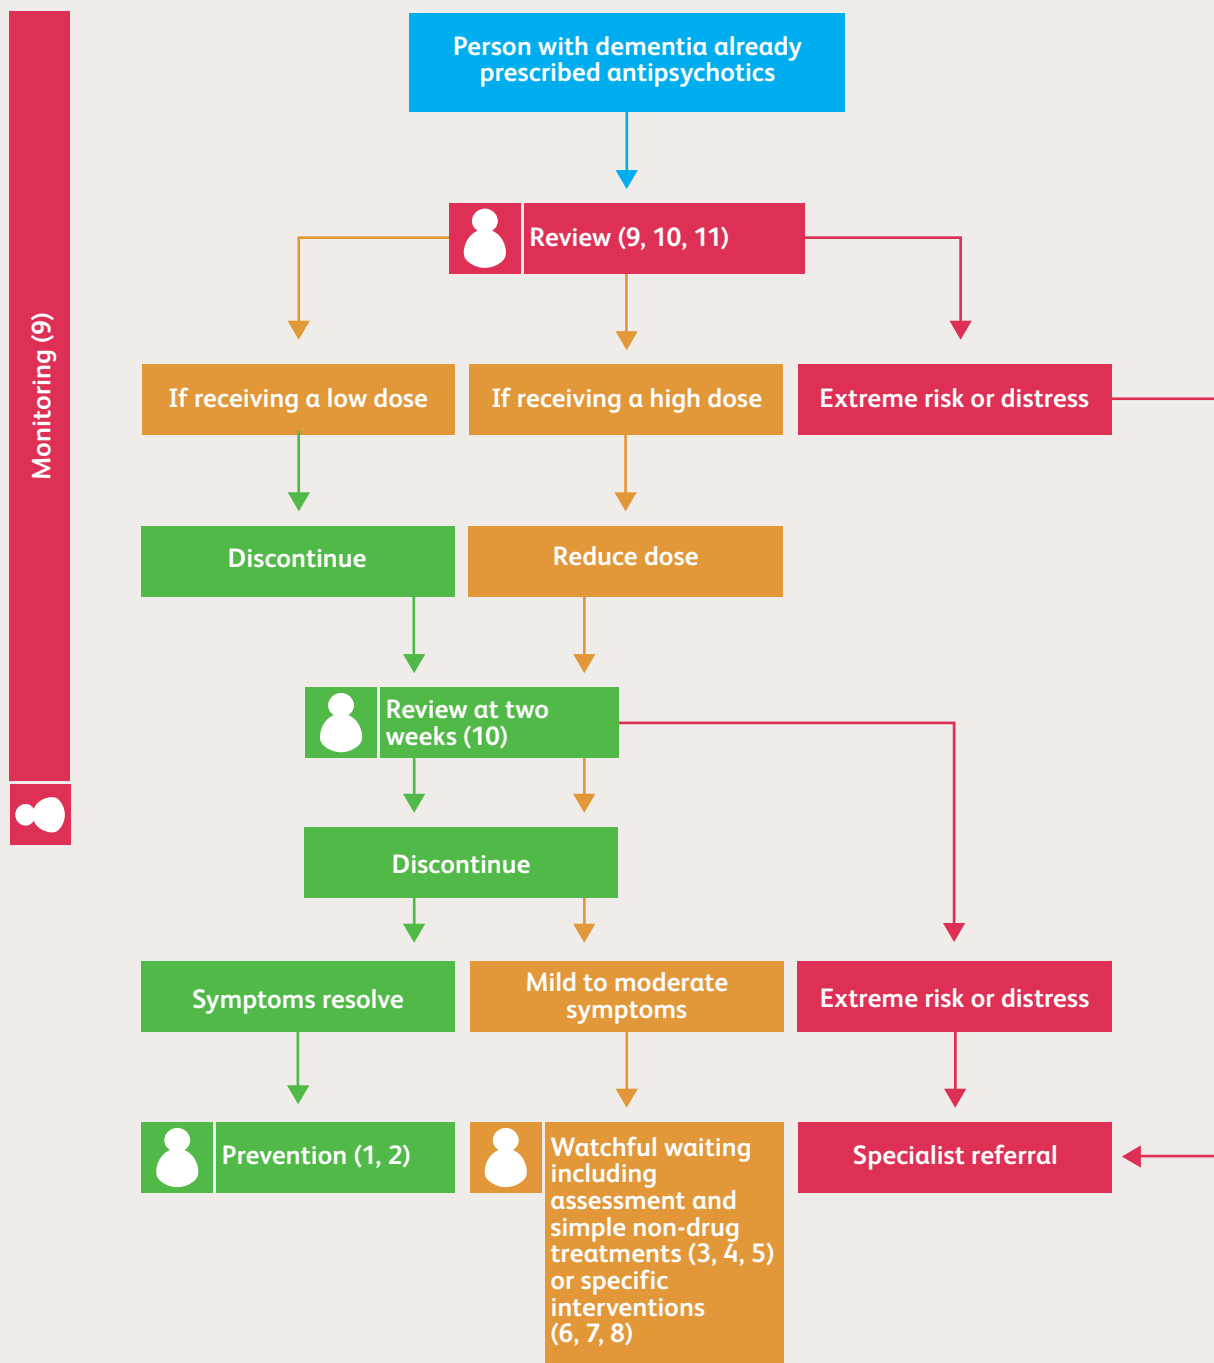 Person with dementia already
prescribed antipsychotics
Review (9, 10, 11)
Monitoring (9)
If receiving a low dose
If receiving a high dose
Extreme risk or distress
Discontinue
Reduce dose
Review at two
weeks (10)
Discontinue
Symptoms resolve
Mild to moderate
symptoms
Extreme risk or distress
Prevention (1, 2)
Watchful waiting
including
assessment and
simple non-drug
treatments (3, 4, 5)
or specific
interventions
(6, 7, 8)
Specialist referral